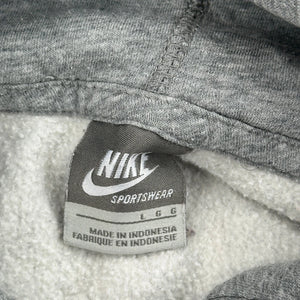 NIKE
SPORTSWEAR
L G G
MADE IN INDONESIA
FABRIQUE EN INDONESIE